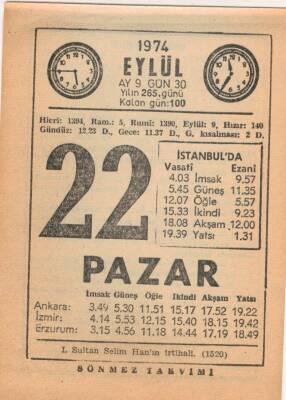 1974
EYLÜL
AY 9 GÜN 30
Yılın 265.günü
Kalan gün:100
Hicri: 1394, Ram.: 5, Rumi: 1390, Eylül: 9, Hızır: 140
Gündüz: 12.23 D., Gece: 11.37 D., G. kısalması: 2 D.
22
İSTANBUL'DA
Vasati Ezani
4.03 İmsak 9.57
5.45 Güneş 11.35
12.07 Öğle 5.57
15.33 İkindi 9.23
18.08 Akşam 12.00
19.39 Yatsı 1.31
PAZAR
İmsak Güneş Öğle İkindi Akşam Yatsı
Ankara: 3.49 5.30 11.51 15.17 17.52 19.22
İzmir: 4.14 5.53 12.15 15.40 18.15 19.42
Erzurum: 3.15 4.56 11.18 14.44 17.19 18.49
I. Sultan Selim Han'ın irtihali. (1520)
SÖNMEZ TAKVİMİ